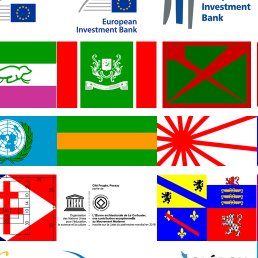 European
Investment Bank
Investment
Bank
Organisation
des Nations Unies
pour l'éducation,
la science et la culture
Cité Frugès, Pessac
L'Œuvre architecturale de Le Corbusier,
une contribution exceptionnelle
au Mouvement Moderne
inscrite sur la Liste du patrimoine mondial en 2016